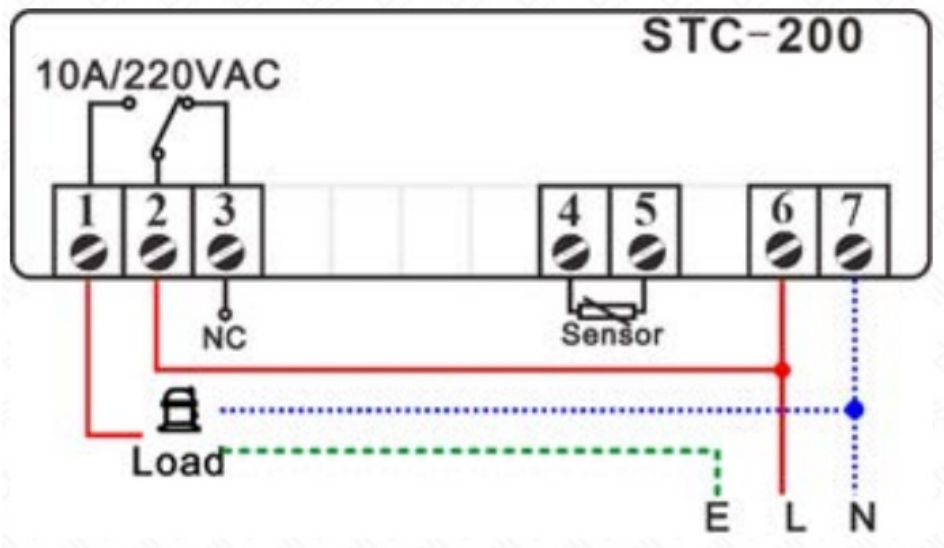 STC-200
10A/220VAC
1 2 3 4 5 6 7
NC
Sensor
Load
E L N